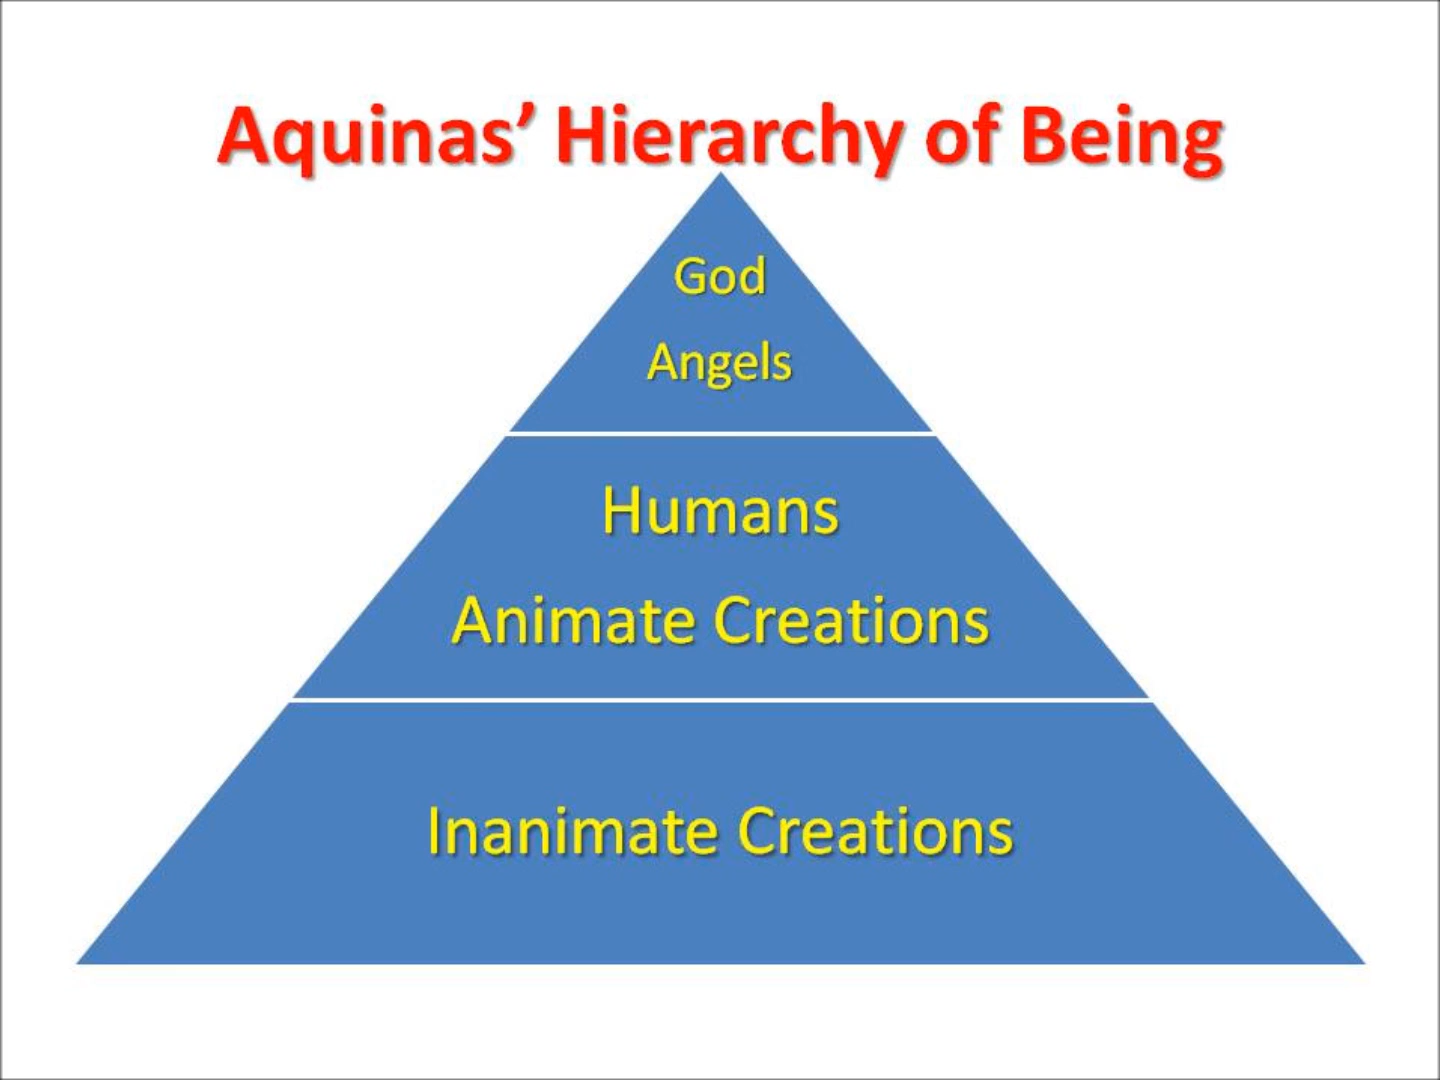 Aquinas’ Hierarchy of Being
God
Angels
Humans
Animate Creations
Inanimate Creations